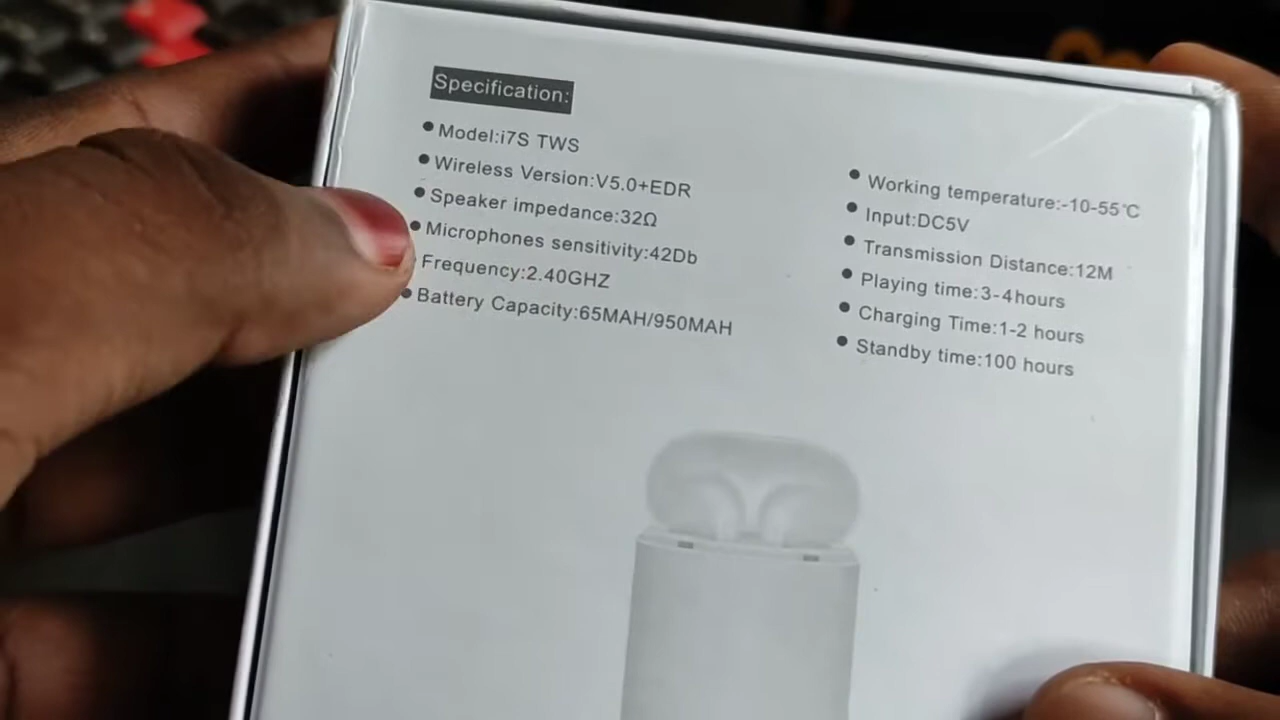 Specification:
Model:i7S TWS
Wireless Version:V5.0+EDR
Speaker impedance:32Ω
Microphones sensitivity:42Db
Frequency:2.40GHZ
Battery Capacity:65MAH/950MAH
Working temperature:-10-55℃
Input:DC5V
Transmission Distance:12M
Playing time:3-4hours
Charging Time:1-2 hours
Standby time:100 hours